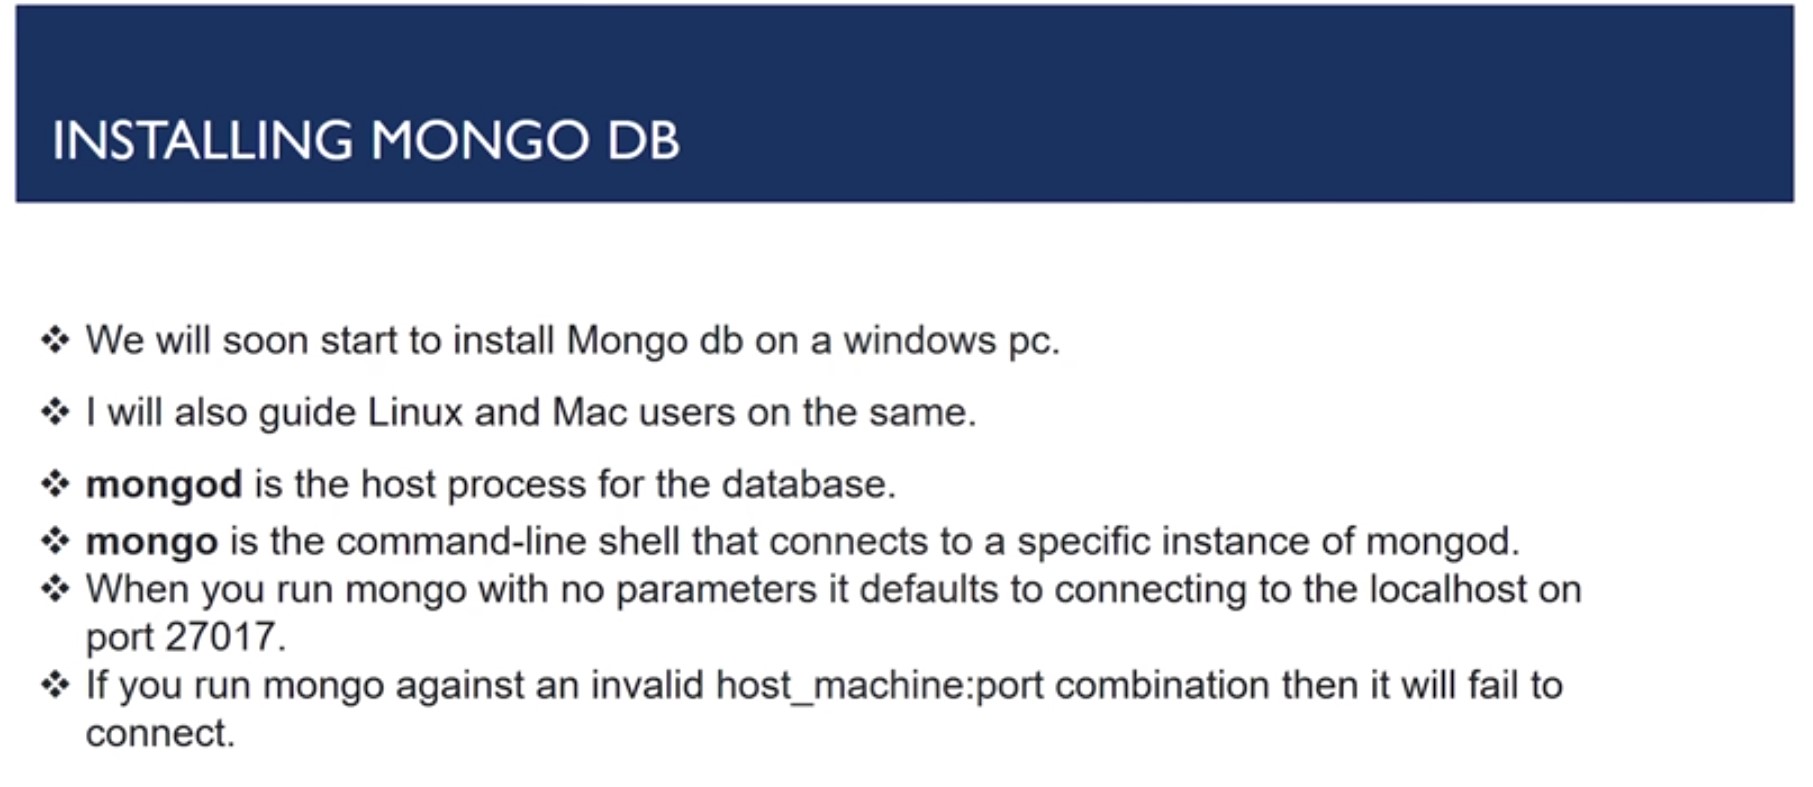 INSTALLING MONGO DB
❖ We will soon start to install Mongo db on a windows pc.
❖ I will also guide Linux and Mac users on the same.
❖ mongod is the host process for the database.
❖ mongo is the command-line shell that connects to a specific instance of mongod.
❖ When you run mongo with no parameters it defaults to connecting to the localhost on
port 27017.
❖ If you run mongo against an invalid host_machine:port combination then it will fail to
connect.